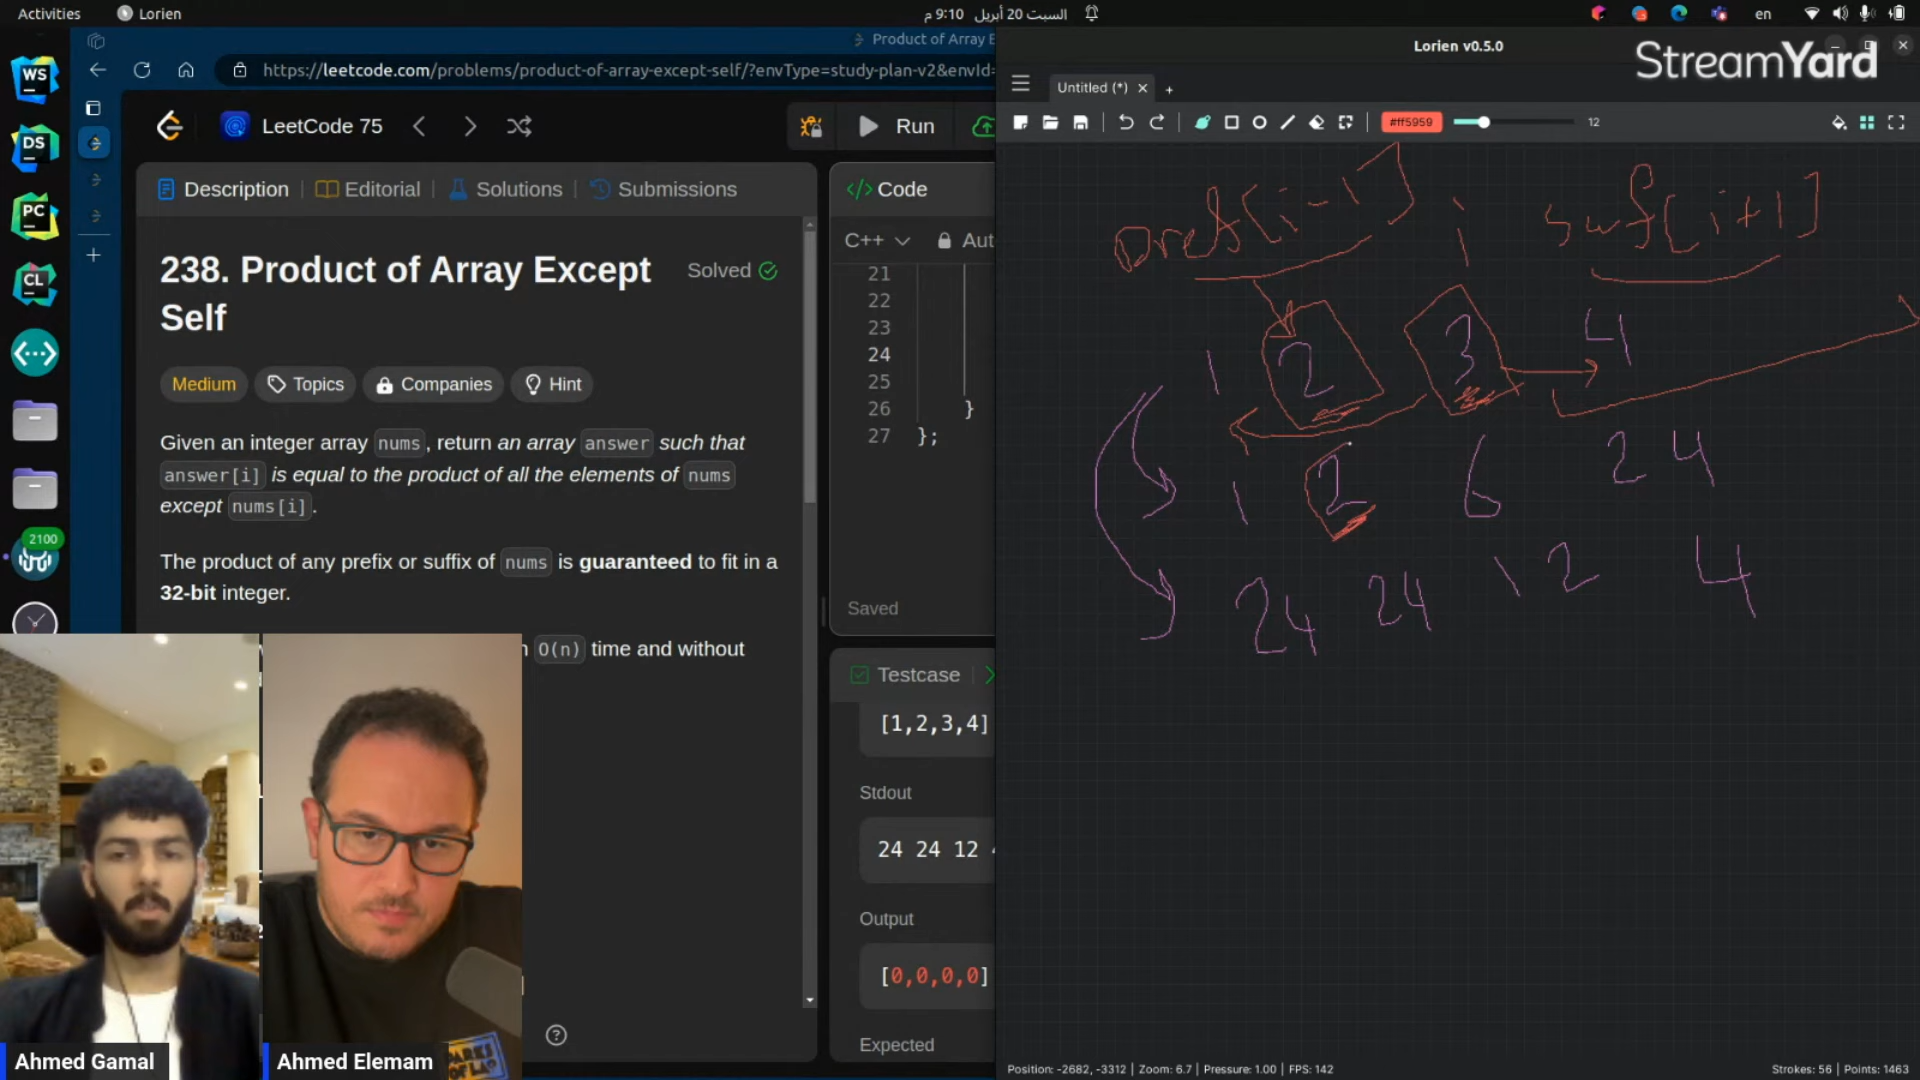 Activities
Lorien
السبت 20 أبريل 9:10 م
en
WS
DS
PC
CL
2100
Product of Array E
https://leetcode.com/problems/product-of-array-except-self/?envType=study-plan-v2&envId=
LeetCode 75
Run
Description
Editorial
Solutions
Submissions
238. Product of Array Except Self
Solved
Medium
Topics
Companies
Hint
Given an integer array nums, return an array answer such that
answer[i] is equal to the product of all the elements of nums
except nums[i].
The product of any prefix or suffix of nums is guaranteed to fit in a
32-bit integer.
O(n) time and without
Code
C++
Aut
21
22
23
24
25
26 }
27 };
Saved
Testcase
[1,2,3,4]
Stdout
24 24 12
Output
[0,0,0,0]
Expected
Lorien v0.5.0
StreamYard
Untitled (*)
#ff5959
12
pref[i-1] i suf[i+1]
1 2 3 4
1 2 6 24
24 24 12 4
Position: -2682, -3312 | Zoom: 6.7 | Pressure: 1.00 | FPS: 142
Strokes: 56 | Points: 1463
Ahmed Gamal
Ahmed Elemam